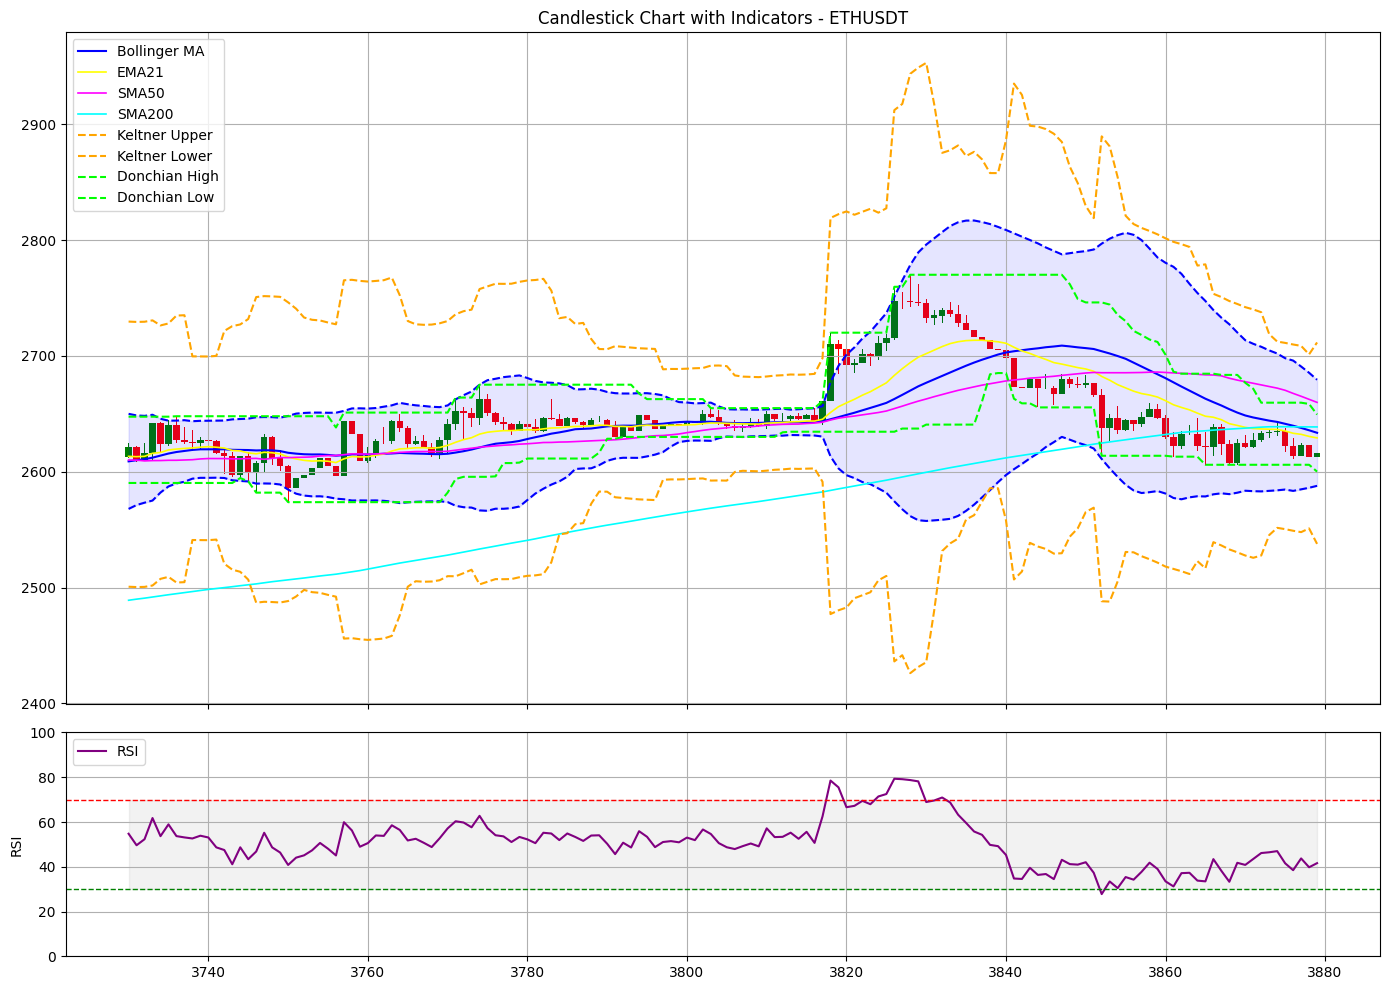 Candlestick Chart with Indicators - ETHUSDT
Bollinger MA
EMA21
SMA50
SMA200
Keltner Upper
Keltner Lower
Donchian High
Donchian Low
2900
2800
2700
2600
2500
2400
RSI
100
80
60
40
20
0
RSI
3740 3760 3780 3800 3820 3840 3860 3880